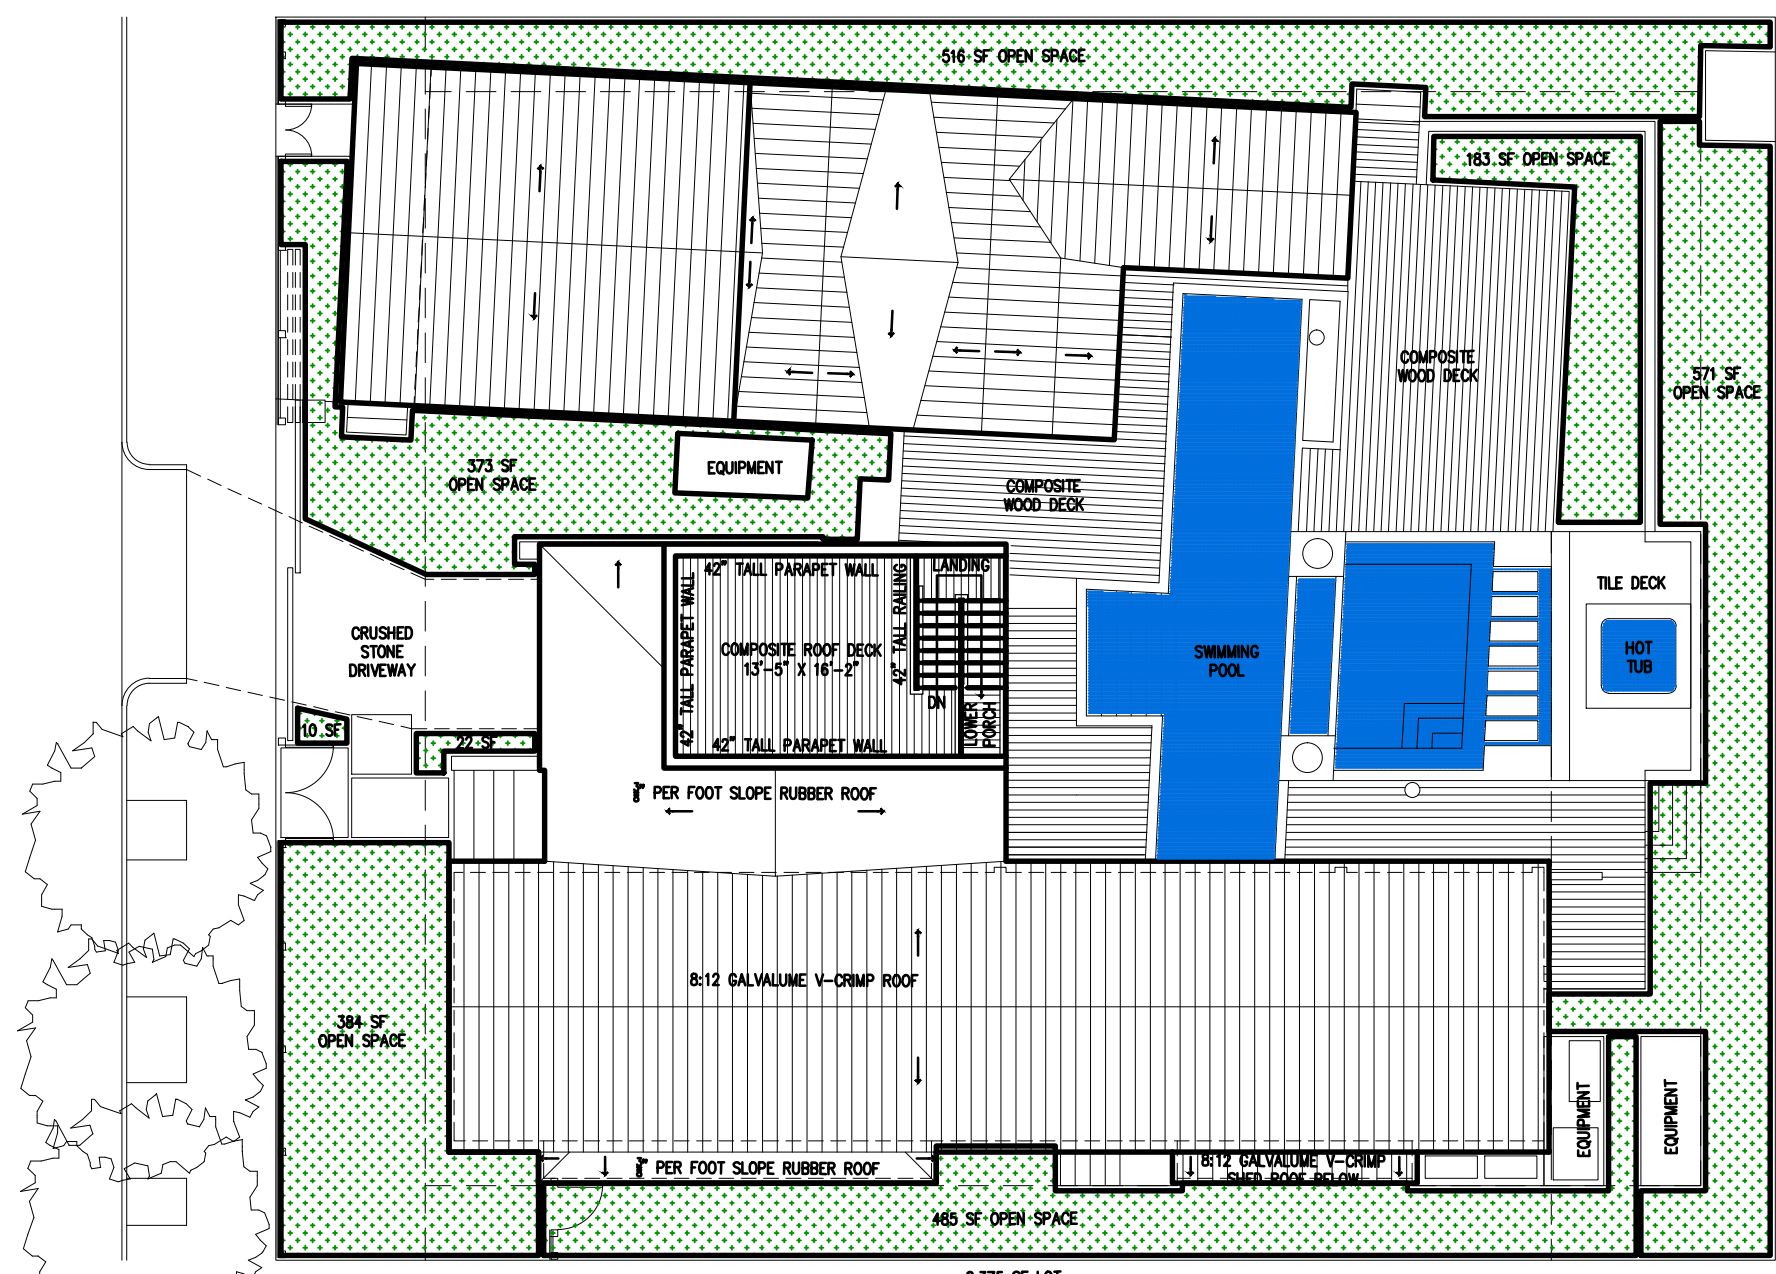 516 SF OPEN SPACE
183 SF OPEN SPACE
COMPOSITE
WOOD DECK
571 SF
OPEN SPACE
373 SF
OPEN SPACE
EQUIPMENT
COMPOSITE
WOOD DECK
42" TALL PARAPET WALL
LANDING
42" TALL PARAPET WALL
42" TALL RAILING
TILE DECK
CRUSHED
STONE
DRIVEWAY
COMPOSITE ROOF DECK
13'-5" X 16'-2"
SWIMMING
POOL
HOT
TUB
DN
LOWER
PORCH
10 SF
22 SF
42" TALL PARAPET WALL
PER FOOT SLOPE RUBBER ROOF
8:12 GALVALUME V-CRIMP ROOF
384 SF
OPEN SPACE
EQUIPMENT
EQUIPMENT
PER FOOT SLOPE RUBBER ROOF
8:12 GALVALUME V-CRIMP
SHED ROOF BELOW
485 SF OPEN SPACE